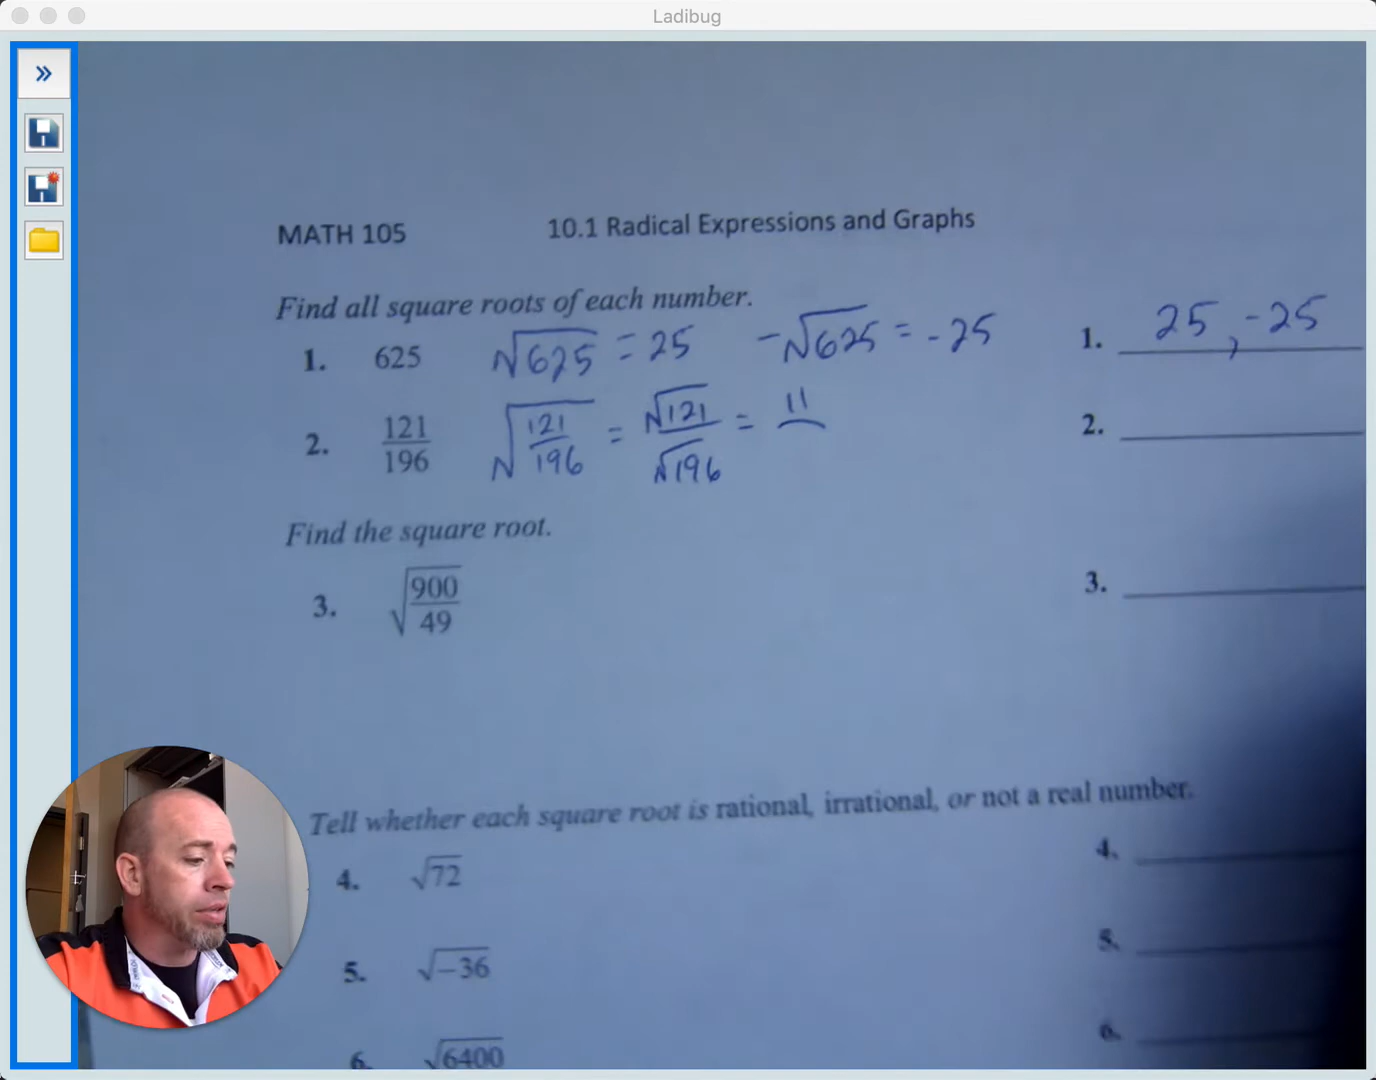 Ladibug
MATH 105 10.1 Radical Expressions and Graphs
Find all square roots of each number.
1. 625 √625 = 25 -√625 = -25 1. 25, -25
2. 121/196 √(121/196) = √121/√196 = 11/ 2.
Find the square root.
3. √(900/49) 3.
Tell whether each square root is rational, irrational, or not a real number.
4. √72 4.
5. √-36 5.
6. √6400 6.